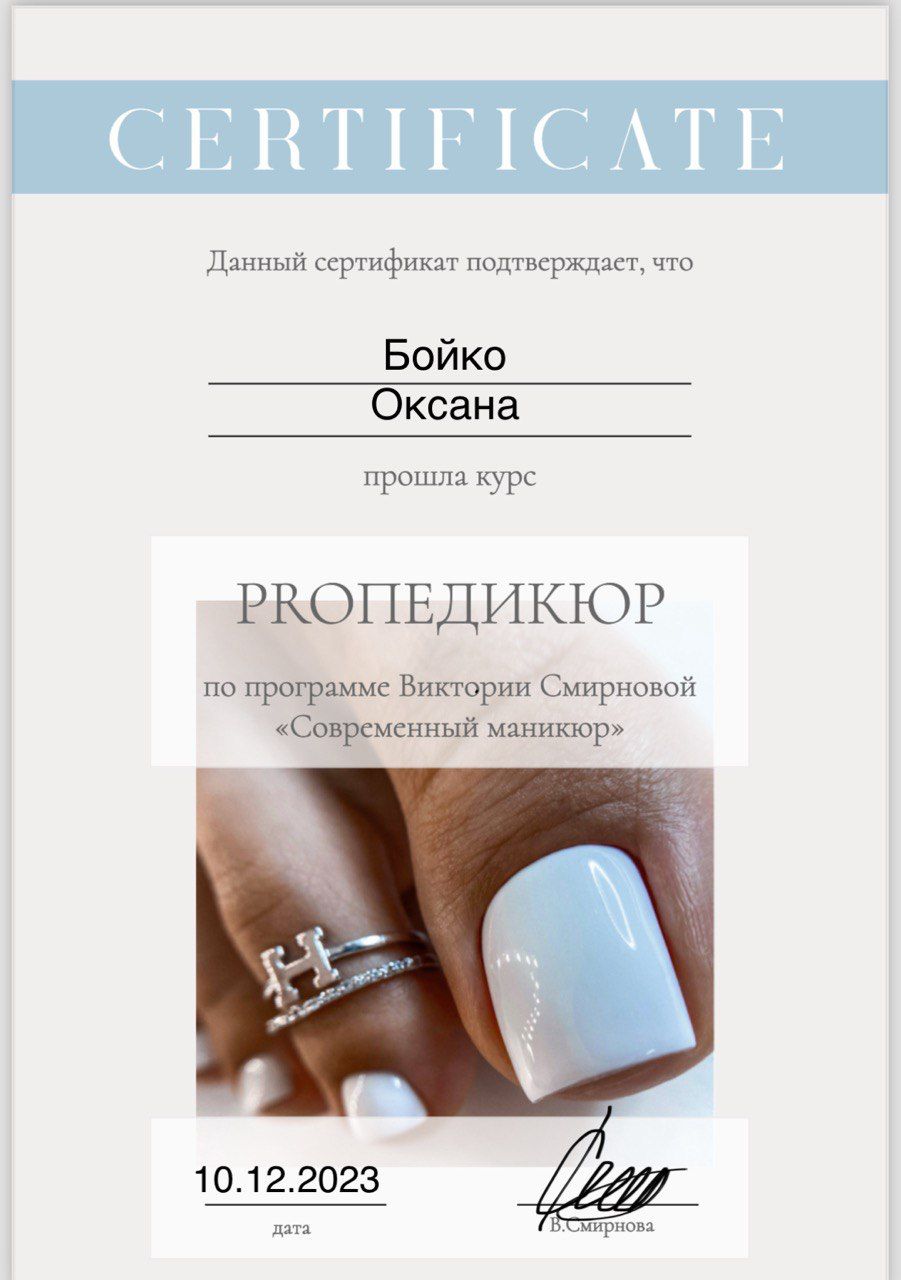 CERTIFICATE
Данный сертификат подтверждает, что
Бойко
Оксана
прошла курс
PROПЕДИКЮР
по программе Виктории Смирновой
«Современный маникюр»
H
10.12.2023
дата
В.Смирнова